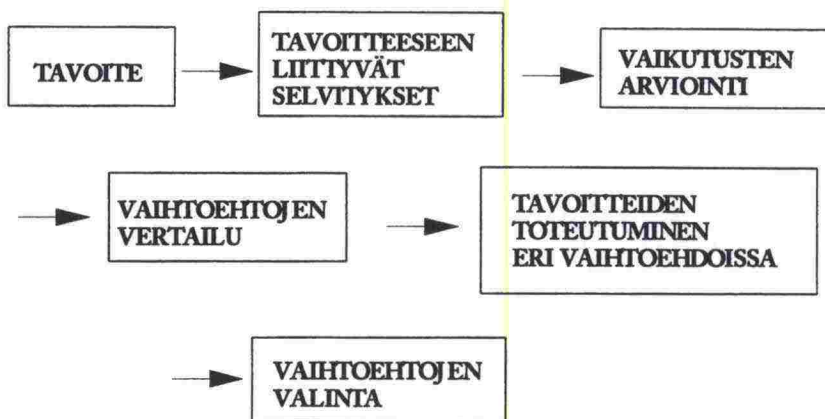 TAVOITE
TAVOITTEESEEN
LIITTYVÄT
SELVITYKSET
VAIKUTUSTEN
ARVIOINTI
VAIHTOEHTOJEN
VERTAILU
TAVOITTEIDEN
TOTEUTUMINEN
ERI VAIHTOEHDOISSA
VAIHTOEHTOJEN
VALINTA